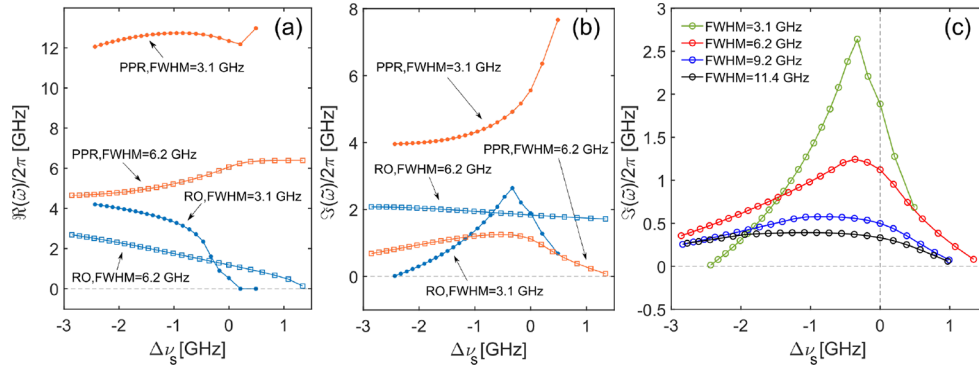 (a)
ℜ(ω̃)/2π [GHz]
12
10
8
6
4
2
0
PPR,FWHM=3.1 GHz
PPR,FWHM=6.2 GHz
RO,FWHM=3.1 GHz
RO,FWHM=6.2 GHz
-3
-2
-1
0
1
Δνs[GHz]
(b)
ℑ(ω̃)/2π [GHz]
8
6
4
2
0
PPR,FWHM=3.1 GHz
RO,FWHM=6.2 GHz
PPR,FWHM=6.2 GHz
RO,FWHM=3.1 GHz
-3
-2
-1
0
1
Δνs[GHz]
(c)
ℑ(ω̃)/2π [GHz]
3
2.5
2
1.5
1
0.5
0
0.5
FWHM=3.1 GHz
FWHM=6.2 GHz
FWHM=9.2 GHz
FWHM=11.4 GHz
-3
-2
-1
0
1
Δνs[GHz]